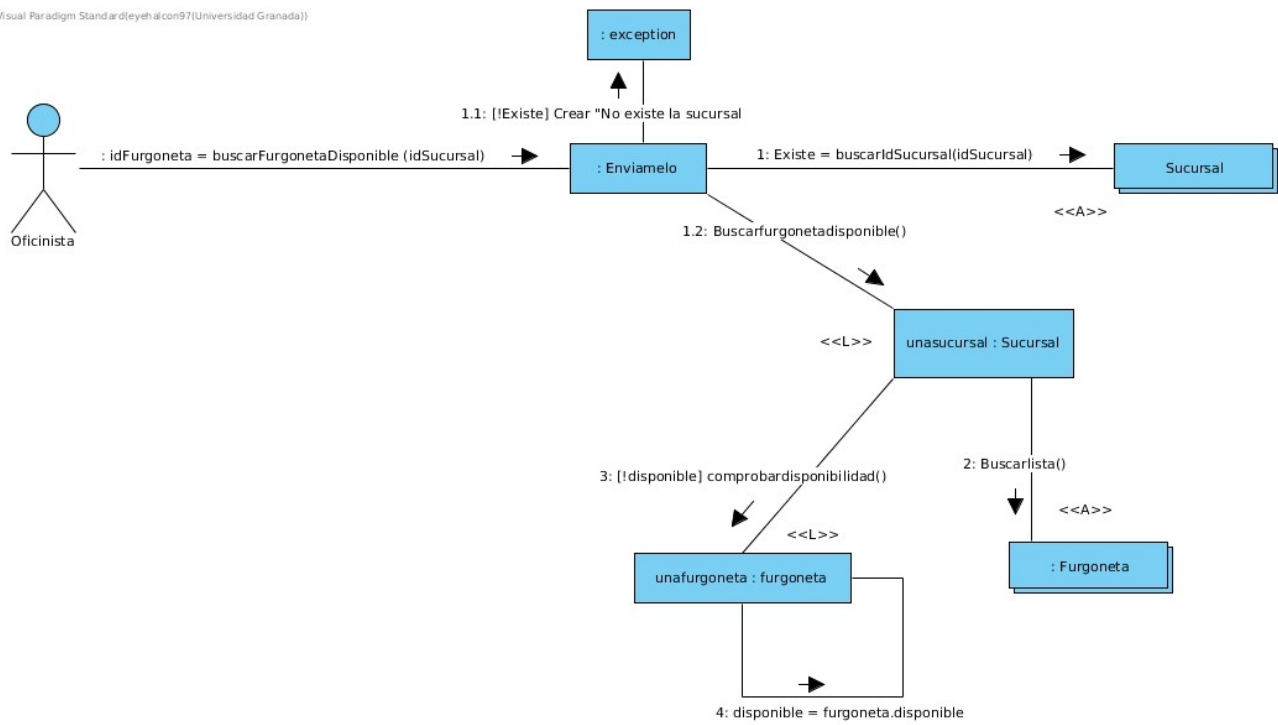 Visual Paradigm Standard(eyehalcon97(Universidad Granada))
: exception
1.1: [!Existe] Crear "No existe la sucursal
: idFurgoneta = buscarFurgonetaDisponible (idSucursal)
1: Existe = buscarIdSucursal(idSucursal)
: Enviamelo
Sucursal
<<A>>
Oficinista
1.2: Buscarfurgonetadisponible()
<<L>>
unasucursal : Sucursal
3: [!disponible] comprobardisponibilidad()
2: Buscarlista()
<<A>>
<<L>>
unafurgoneta : furgoneta
: Furgoneta
4: disponible = furgoneta.disponible